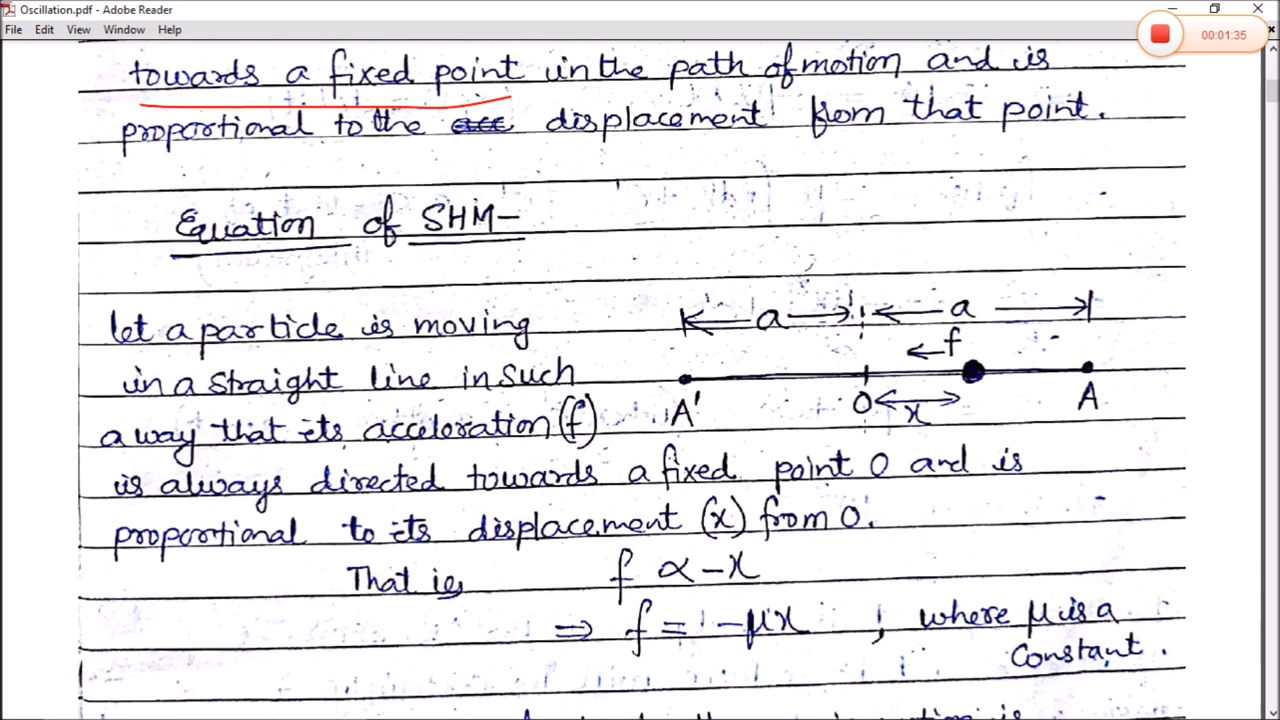 Oscillation.pdf - Adobe Reader
File Edit View Window Help
00:01:35
towards a fixed point in the path of motion and is
proportional to the displacement from that point.
Equation of SHM-
let a particle is moving
in a straight line in such
a way that its acceloration (f)
is always directed towards a fixed point O and is
proportional to its displacement (x) from O.
a a
f
A' O x A
That is, f ∝ -x
⇒ f = -μx ; where μ is a
Constant.